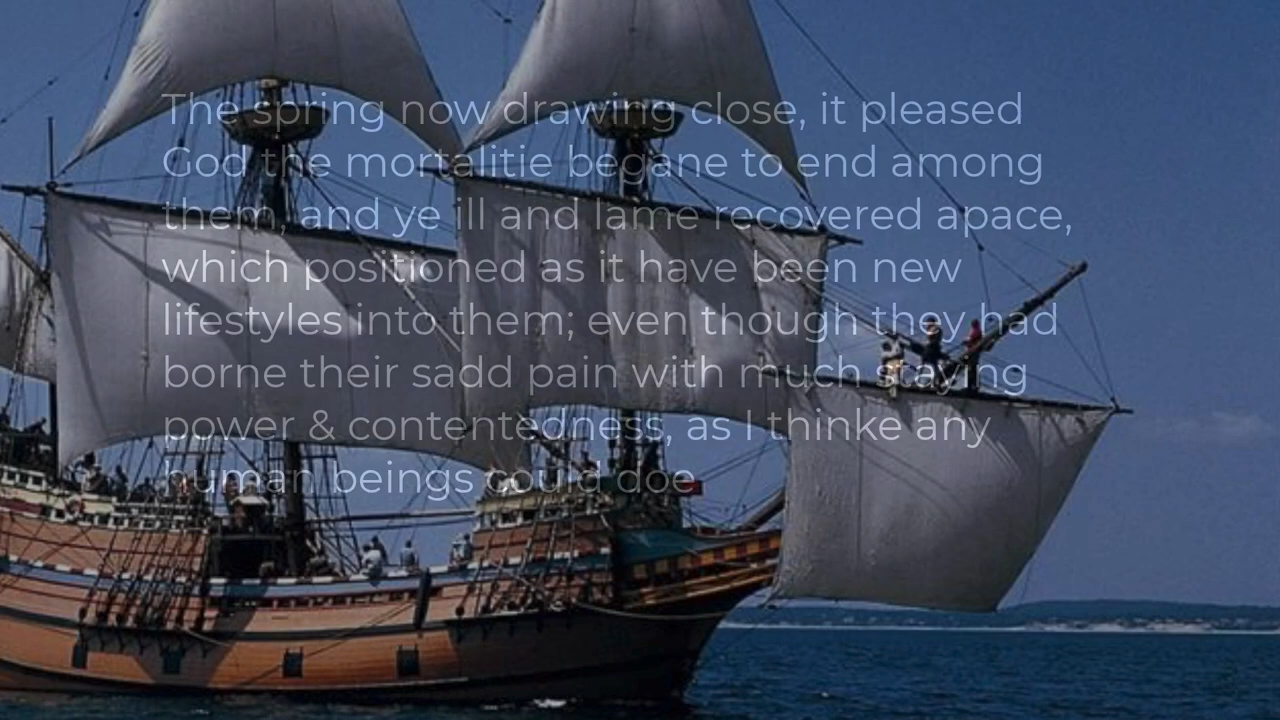 The spring now drawing close, it pleased
God the mortalitie begane to end among
them, and ye ill and lame recovered apace,
which positioned as it have been new
lifestyles into them; even though they had
borne their sadd pain with much staying
power & contentedness, as I thinke any
human beings could doe.